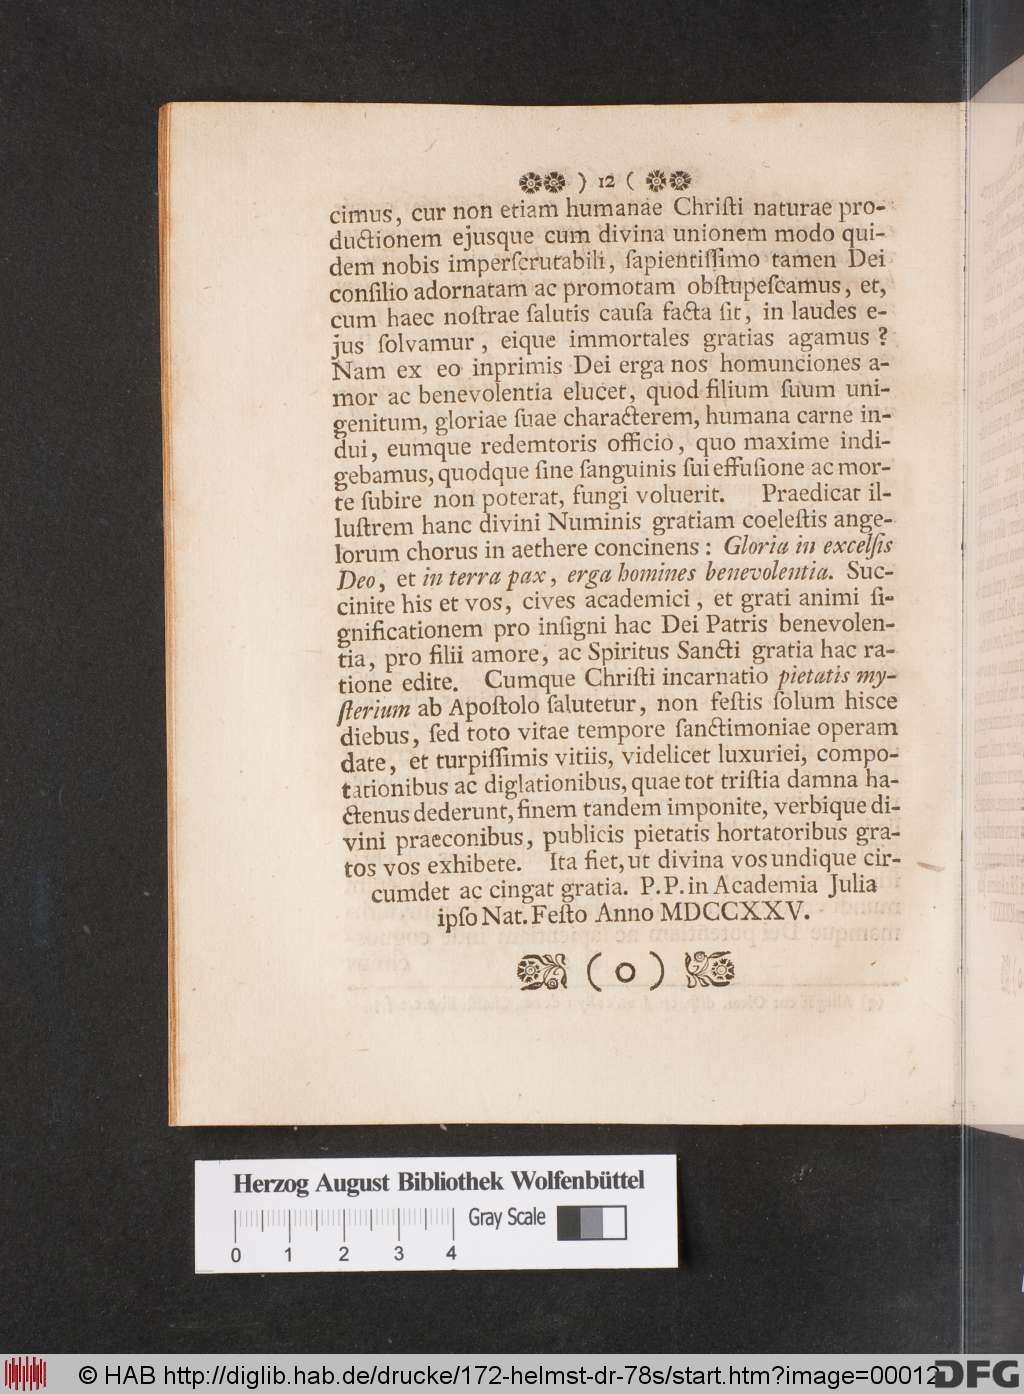 ) 12 (
cimus, cur non etiam humanae Chriſti naturae pro-
ductionem ejusque cum divina unionem modo qui-
dem nobis imperſcrutabili, ſapientiſſimo tamen Dei
conſilio adornatam ac promotam obſtupeſcamus, et,
cum haec noſtrae ſalutis cauſa facta ſit, in laudes e-
jus ſolvamur, eique immortales gratias agamus?
Nam ex eo inprimis Dei erga nos homunciones a-
mor ac benevolentia elucet, quod filium ſuum uni-
genitum, gloriae ſuae characterem, humana carne in-
dui, eumque redemtoris officio, quo maxime indi-
gebamus, quodque ſine ſanguinis ſui effuſione ac mor-
te ſubire non poterat, fungi voluerit. Praedicat il-
luſtrem hanc divini Numinis gratiam coeleſtis ange-
lorum chorus in aethere concinens: Gloria in excelſis
Deo, et in terra pax, erga homines benevolentia. Suc-
cinite his et vos, cives academici, et grati animi ſi-
gnificationem pro inſigni hac Dei Patris benevolen-
tia, pro filii amore, ac Spiritus Sancti gratia hac ra-
tione edite. Cumque Chriſti incarnatio pietatis my-
ſterium ab Apoſtolo ſalutetur, non feſtis ſolum hisce
diebus, ſed toto vitae tempore ſanctimoniae operam
date, et turpiſſimis vitiis, videlicet luxuriei, compo-
tationibus ac diglationibus, quae tot triſtia damna ha-
ctenus dederunt, finem tandem imponite, verbique di-
vini praeconibus, publicis pietatis hortatoribus gra-
tos vos exhibete. Ita fiet, ut divina vos undique cir-
cumdet ac cingat gratia. P. P. in Academia Julia
ipſo Nat. Feſto Anno MDCCXXV.
( o )
Herzog August Bibliothek Wolfenbüttel
Gray Scale
0 1 2 3 4
© HAB http://diglib.hab.de/drucke/172-helmst-dr-78s/start.htm?image=00012
DFG